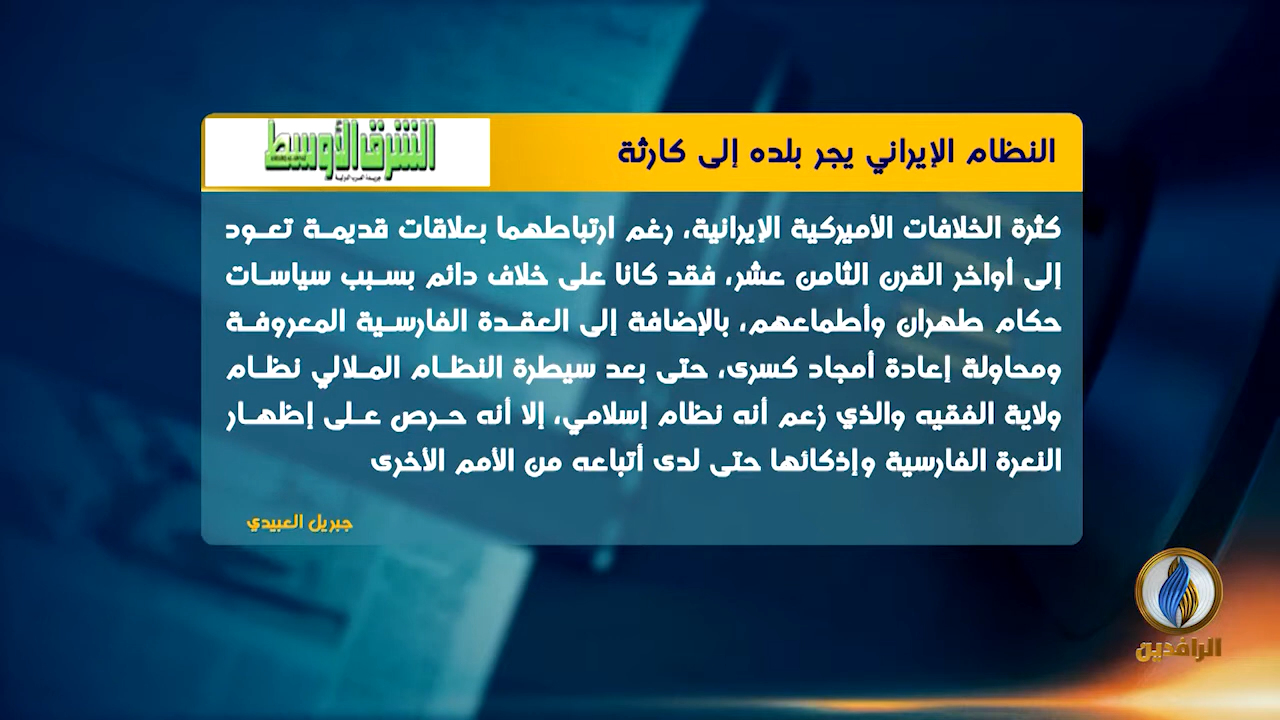 النظام الإيراني يجر بلده إلى كارثة
الشرق الأوسط
جريدة العرب الدولية
كثرة الخلافات الأميركية الإيرانية، رغم ارتباطهما بعلاقات قديمة تعود
إلى أواخر القرن الثامن عشر، فقد كانا على خلاف دائم بسبب سياسات
حكام طهران وأطماعهم، بالإضافة إلى العقدة الفارسية المعروفة
ومحاولة إعادة أمجاد كسرى، حتى بعد سيطرة النظام الملالي نظام
ولاية الفقيه والذي زعم أنه نظام إسلامي، إلا أنه حرص على إظهار
النعرة الفارسية وإذكائها حتى لدى أتباعه من الأمم الأخرى
جبريل العبيدي
الرافدين